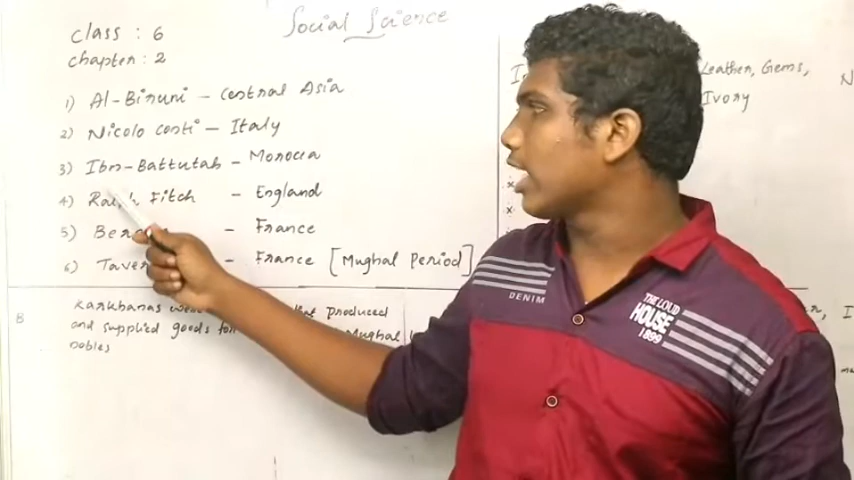 Social Science
class : 6
chapter : 2
1) Al-Biruni - Central Asia
2) Nicolo conti - Italy
3) Ibn-Battutah - Morocca
4) Ralph Fitch - England
5) - France
6) - France [Mughal Period]
B Karkhanas produced
and supplied goods Mughal
nobles
Leather, Gems,
Ivory
DENIM
THE LOUD
HOUSE
1899